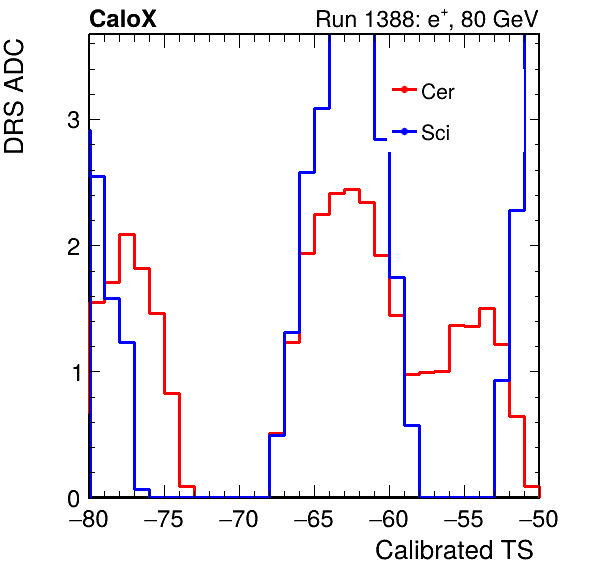 CaloX Run 1388: e⁺, 80 GeV
DRS ADC
Cer
Sci
3
2
1
0
−80 −75 −70 −65 −60 −55 −50
Calibrated TS